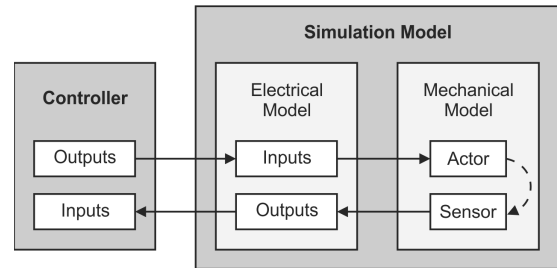 Simulation Model
Controller
Electrical
Model
Mechanical
Model
Outputs
Inputs
Actor
Inputs
Outputs
Sensor